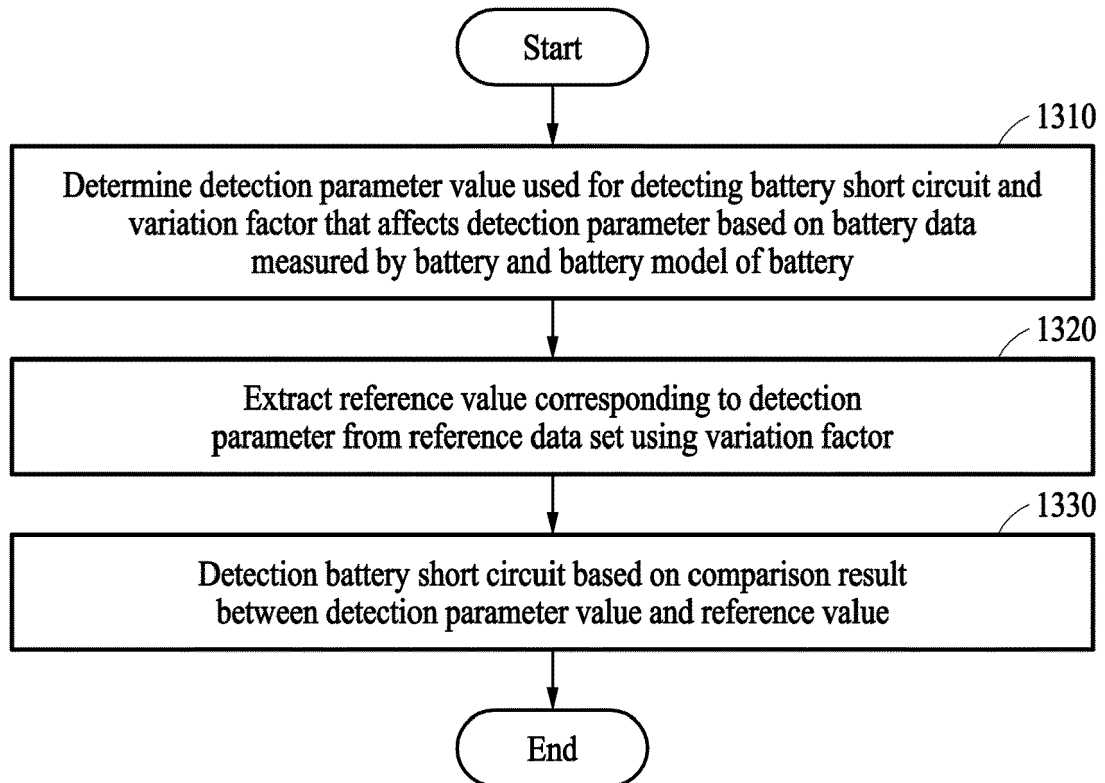 Start
1310
Determine detection parameter value used for detecting battery short circuit and
variation factor that affects detection parameter based on battery data
measured by battery and battery model of battery
1320
Extract reference value corresponding to detection
parameter from reference data set using variation factor
1330
Detection battery short circuit based on comparison result
between detection parameter value and reference value
End